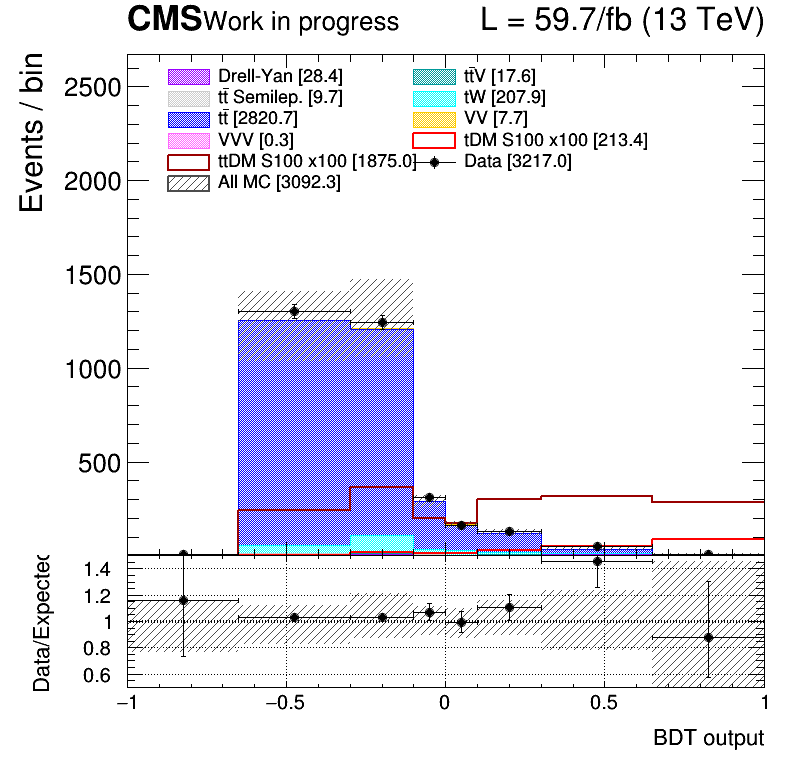 CMS Work in progress L = 59.7/fb (13 TeV)
Events / bin
2500
2000
1500
1000
500
Drell-Yan [28.4] tt̄V [17.6]
tt̄ Semilep. [9.7] tW [207.9]
tt̄ [2820.7] VV [7.7]
VVV [0.3] tDM S100 x100 [213.4]
ttDM S100 x100 [1875.0] Data [3217.0]
All MC [3092.3]
Data/Expected
1.4
1.2
1
0.8
0.6
−1 −0.5 0 0.5 1
BDT output